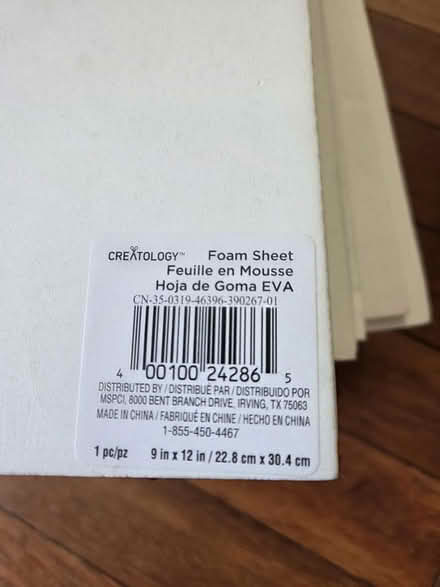 CREATOLOGY™ Foam Sheet
Feuille en Mousse
Hoja de Goma EVA
CN-35-0319-46396-390267-01
4 00100 24286 5
DISTRIBUTED BY / DISTRIBUÉ PAR / DISTRIBUIDO POR
MSPCI, 8000 BENT BRANCH DRIVE, IRVING, TX 75063
MADE IN CHINA / FABRIQUÉ EN CHINE / HECHO EN CHINA
1-855-450-4467
1 pc/pz 9 in x 12 in / 22.8 cm x 30.4 cm